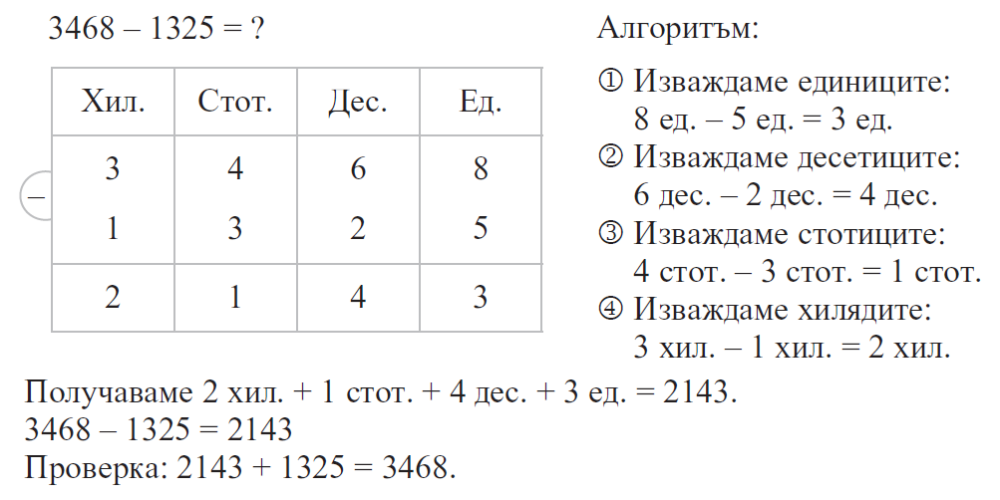 3468 – 1325 = ?
Хил. Стот. Дес. Ед.
3 4 6 8
–
1 3 2 5
2 1 4 3
Алгоритъм:
① Изваждаме единиците:
8 ед. – 5 ед. = 3 ед.
② Изваждаме десетиците:
6 дес. – 2 дес. = 4 дес.
③ Изваждаме стотиците:
4 стот. – 3 стот. = 1 стот.
④ Изваждаме хилядите:
3 хил. – 1 хил. = 2 хил.
Получаваме 2 хил. + 1 стот. + 4 дес. + 3 ед. = 2143.
3468 – 1325 = 2143
Проверка: 2143 + 1325 = 3468.